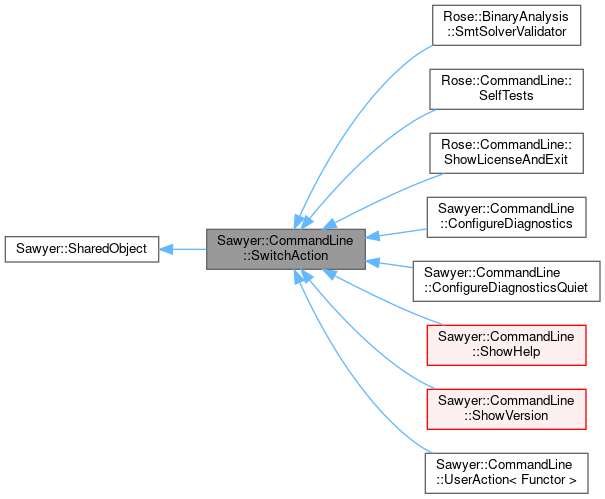 Rose::BinaryAnalysis
::SmtSolverValidator
Rose::CommandLine::
SelfTests
Rose::CommandLine::
ShowLicenseAndExit
Sawyer::CommandLine
::ConfigureDiagnostics
Sawyer::SharedObject
Sawyer::CommandLine
::SwitchAction
Sawyer::CommandLine
::ConfigureDiagnosticsQuiet
Sawyer::CommandLine
::ShowHelp
Sawyer::CommandLine
::ShowVersion
Sawyer::CommandLine
::UserAction< Functor >